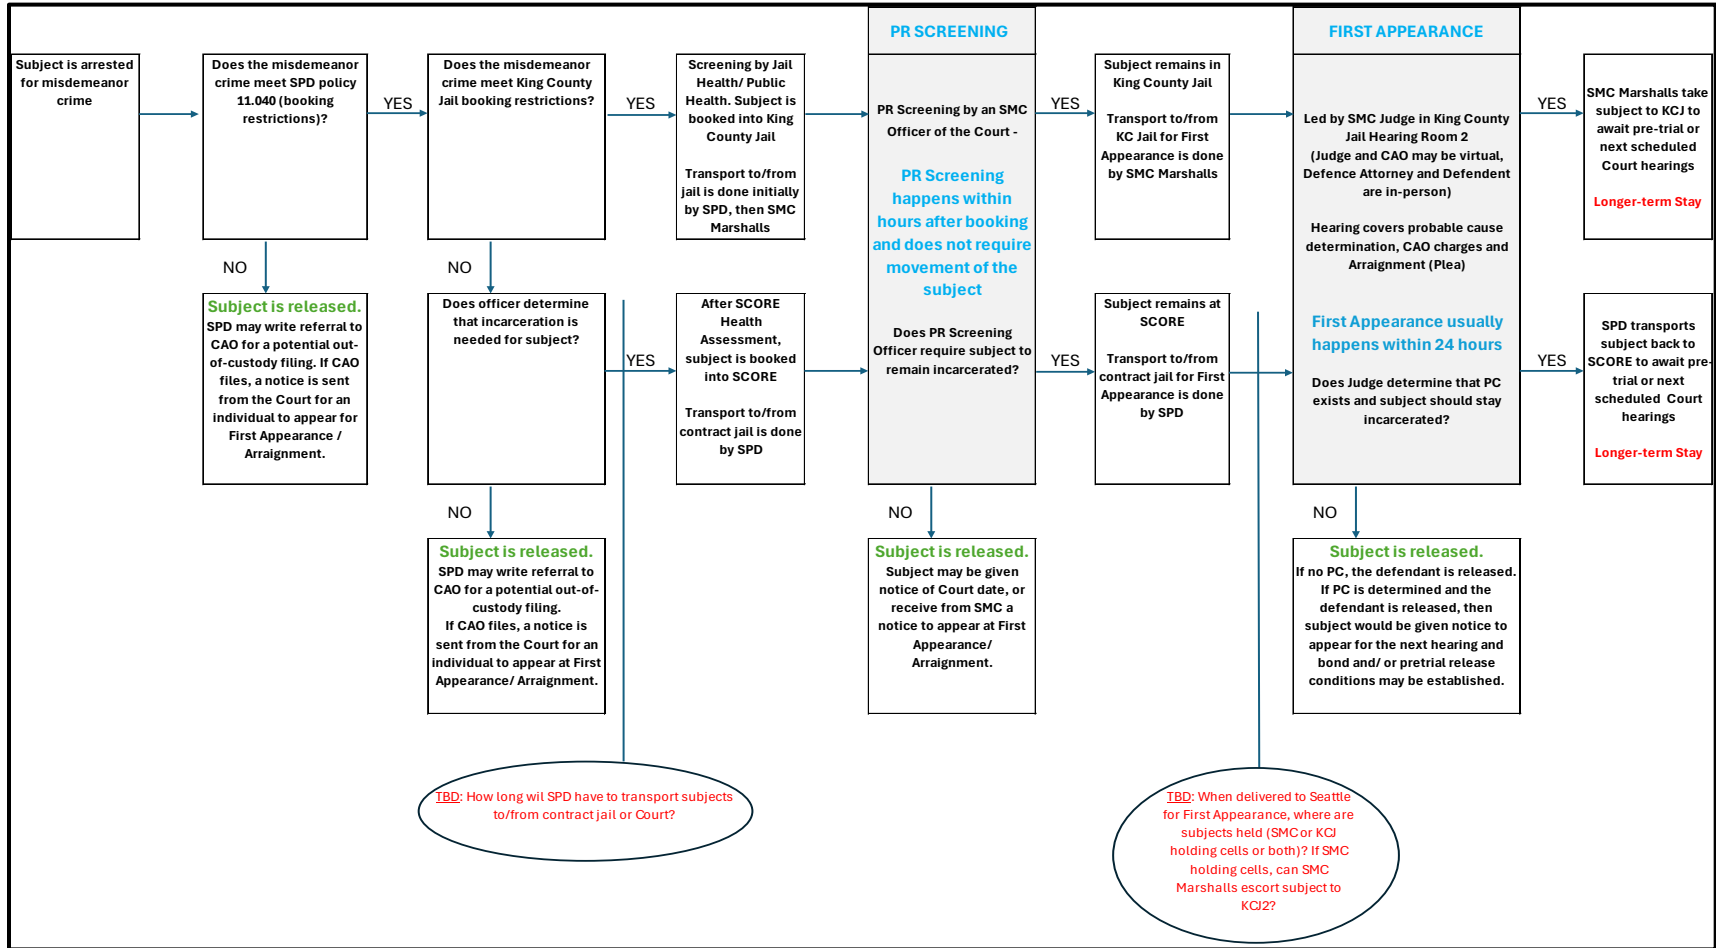 PR SCREENING
FIRST APPEARANCE
Subject is arrested
for misdemeanor
crime
Does the misdemeanor
crime meet SPD policy
11.040 (booking
restrictions)?
YES
Does the misdemeanor
crime meet King County
Jail booking restrictions?
YES
Screening by Jail
Health/ Public
Health. Subject is
booked into King
County Jail
Transport to/from
jail is done initially
by SPD, then SMC
Marshalls
PR Screening by an SMC
Officer of the Court -
PR Screening
happens within
hours after booking
and does not require
movement of the
subject
Does PR Screening
Officer require subject to
remain incarcerated?
YES
Subject remains in
King County Jail
Transport to/from
KC Jail for First
Appearance is done
by SMC Marshalls
Led by SMC Judge in King County
Jail Hearing Room 2
(Judge and CAO may be virtual,
Defence Attorney and Defendent
are in-person)
Hearing covers probable cause
determination, CAO charges and
Arraignment (Plea)
First Appearance usually
happens within 24 hours
Does Judge determine that PC
exists and subject should stay
incarcerated?
YES
SMC Marshalls take
subject to KCJ to
await pre-trial or
next scheduled
Court hearings
Longer-term Stay
NO
NO
Subject is released.
SPD may write referral to
CAO for a potential out-
of-custody filing. If CAO
files, a notice is sent
from the Court for an
individual to appear for
First Appearance /
Arraignment.
Does officer determine
that incarceration is
needed for subject?
YES
After SCORE
Health
Assessment,
subject is booked
into SCORE
Transport to/from
contract jail is done
by SPD
YES
Subject remains at
SCORE
Transport to/from
contract jail for First
Appearance is done
by SPD
YES
SPD transports
subject back to
SCORE to await pre-
trial or next
scheduled Court
hearings
Longer-term Stay
NO
NO
NO
Subject is released.
SPD may write referral to
CAO for a potential out-of-
custody filing.
If CAO files, a notice is
sent from the Court for an
individual to appear at First
Appearance/ Arraignment.
Subject is released.
Subject may be given
notice of Court date, or
receive from SMC a
notice to appear at First
Appearance/
Arraignment.
Subject is released.
If no PC, the defendant is released.
If PC is determined and the
defendant is released, then
subject would be given notice to
appear for the next hearing and
bond and/ or pretrial release
conditions may be established.
TBD: How long wil SPD have to transport subjects
to/from contract jail or Court?
TBD: When delivered to Seattle
for First Appearance, where are
subjects held (SMC or KCJ
holding cells or both)? If SMC
holding cells, can SMC
Marshalls escort subject to
KCJ2?